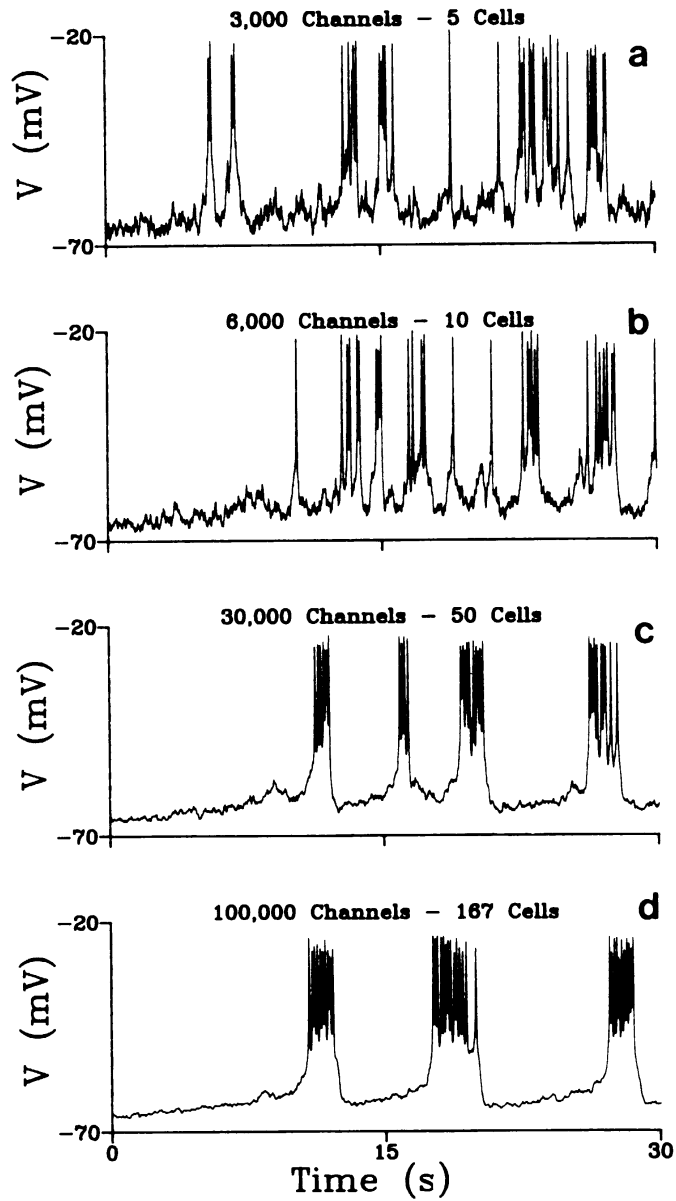 3,000 Channels – 5 Cells
a
-20
V (mV)
-70
6,000 Channels – 10 Cells
b
-20
V (mV)
-70
30,000 Channels – 50 Cells
c
-20
V (mV)
-70
100,000 Channels – 167 Cells
d
-20
V (mV)
-70
0 15 30
Time (s)